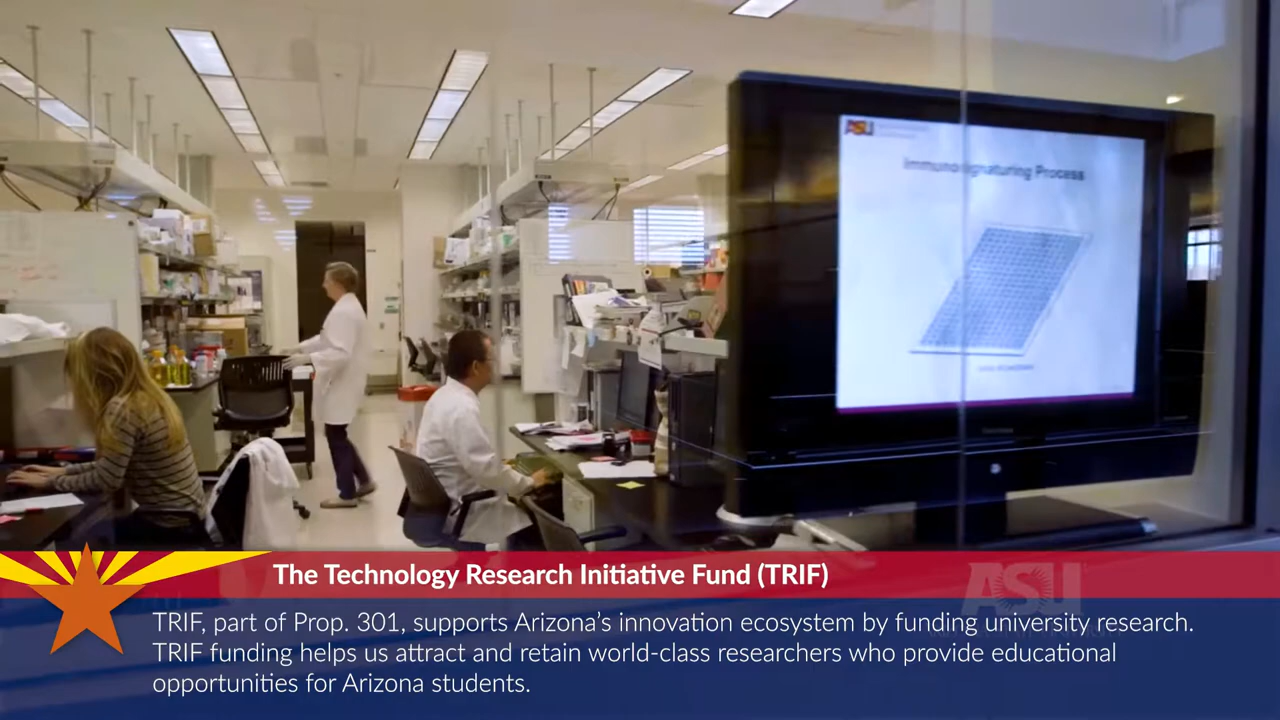 ASU
Immunosignaturing Process
The Technology Research Initiative Fund (TRIF)
ASU
TRIF, part of Prop. 301, supports Arizona’s innovation ecosystem by funding university research.
TRIF funding helps us attract and retain world-class researchers who provide educational
opportunities for Arizona students.